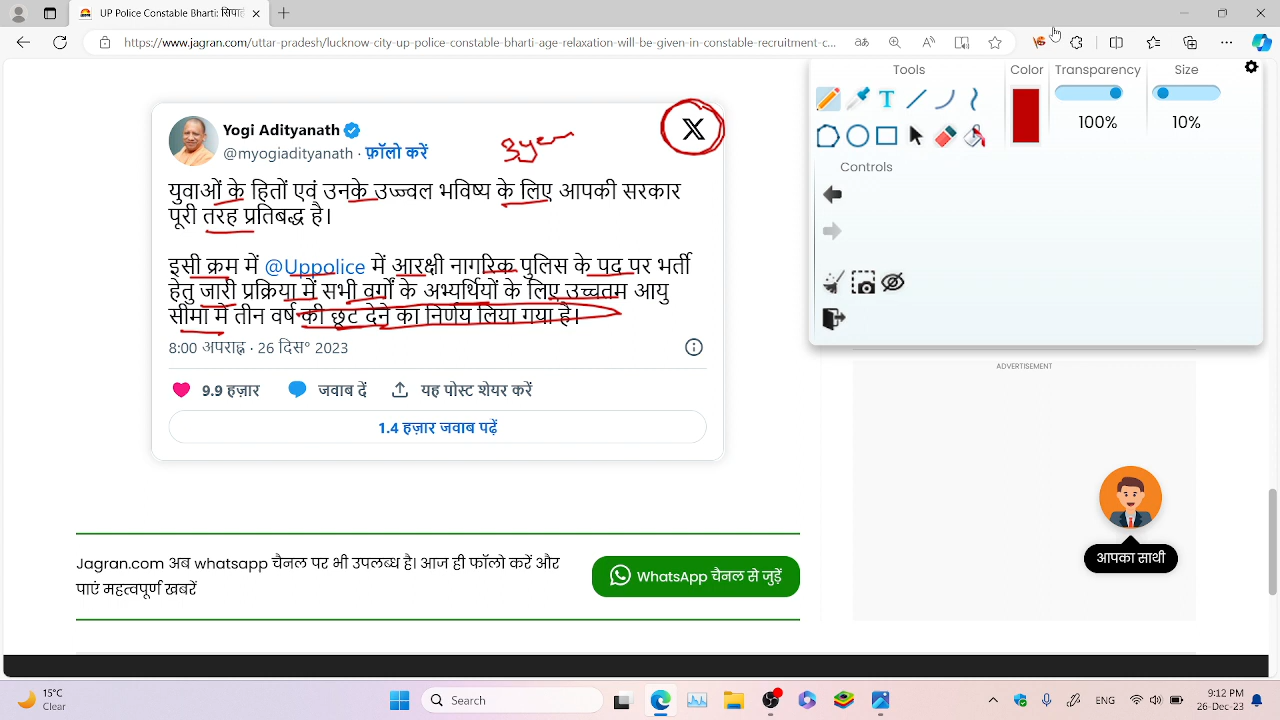 UP Police Constable Bharti: सिपाह
https://www.jagran.com/uttar-pradesh/lucknow-city-up-police-constable-bharti-age-relaxation-will-be-given-in-constable-recruitment-c...
Yogi Adityanath
@myogiadityanath · फ़ॉलो करें
X
3 year
युवाओं के हितों एवं उनके उज्ज्वल भविष्य के लिए आपकी सरकार
पूरी तरह प्रतिबद्ध है।
इसी क्रम में @Uppolice में आरक्षी नागरिक पुलिस के पद पर भर्ती
हेतु जारी प्रक्रिया में सभी वर्गों के अभ्यर्थियों के लिए उच्चतम आयु
सीमा में तीन वर्ष की छूट देने का निर्णय लिया गया है।
8:00 अपराह्न · 26 दिस॰ 2023
9.9 हज़ार जवाब दें यह पोस्ट शेयर करें
1.4 हज़ार जवाब पढ़ें
Jagran.com अब whatsapp चैनल पर भी उपलब्ध है। आज ही फॉलो करें और
पाएं महत्वपूर्ण खबरें
WhatsApp चैनल से जुड़ें
Tools Color Transparency Size
T
100% 10%
Controls
ADVERTISEMENT
आपका साथी
15°C
Clear
Search
ENG
9:12 PM
26-Dec-23